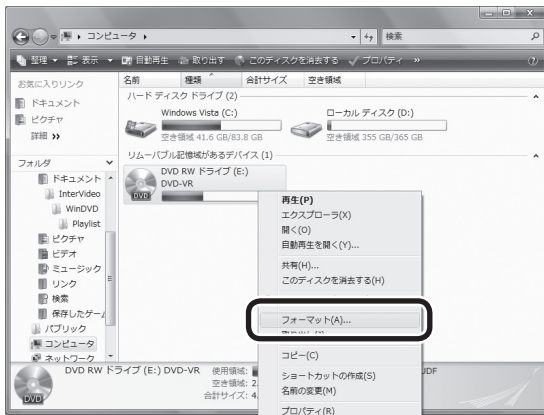 コンピュータ
検索
整理 表示 自動再生 取り出す このディスクを消去する プロパティ »
お気に入りリンク
ドキュメント
ピクチャ
詳細 »
フォルダ
ドキュメント
InterVideo
WinDVD
Playlist
ピクチャ
ビデオ
ミュージック
リンク
検索
保存したゲーム
パブリック
コンピュータ
ネットワーク
名前 種類 合計サイズ 空き領域
ハード ディスク ドライブ (2)
Windows Vista (C:)
空き領域 41.6 GB/83.8 GB
ローカル ディスク (D:)
空き領域 355 GB/365 GB
リムーバブル記憶域があるデバイス (1)
DVD RW ドライブ (E:)
DVD-VR
DVD
再生(P)
エクスプローラ(X)
開く(O)
自動再生を開く(Y)...
共有(H)...
このディスクを消去する(H)
フォーマット(A)...
コピー(C)
ショートカットの作成(S)
名前の変更(M)
プロパティ(R)
DVD RW ドライブ (E:) DVD-VR 使用領域:
空き領域: 2.
合計サイズ: 4.
UDF
DVD